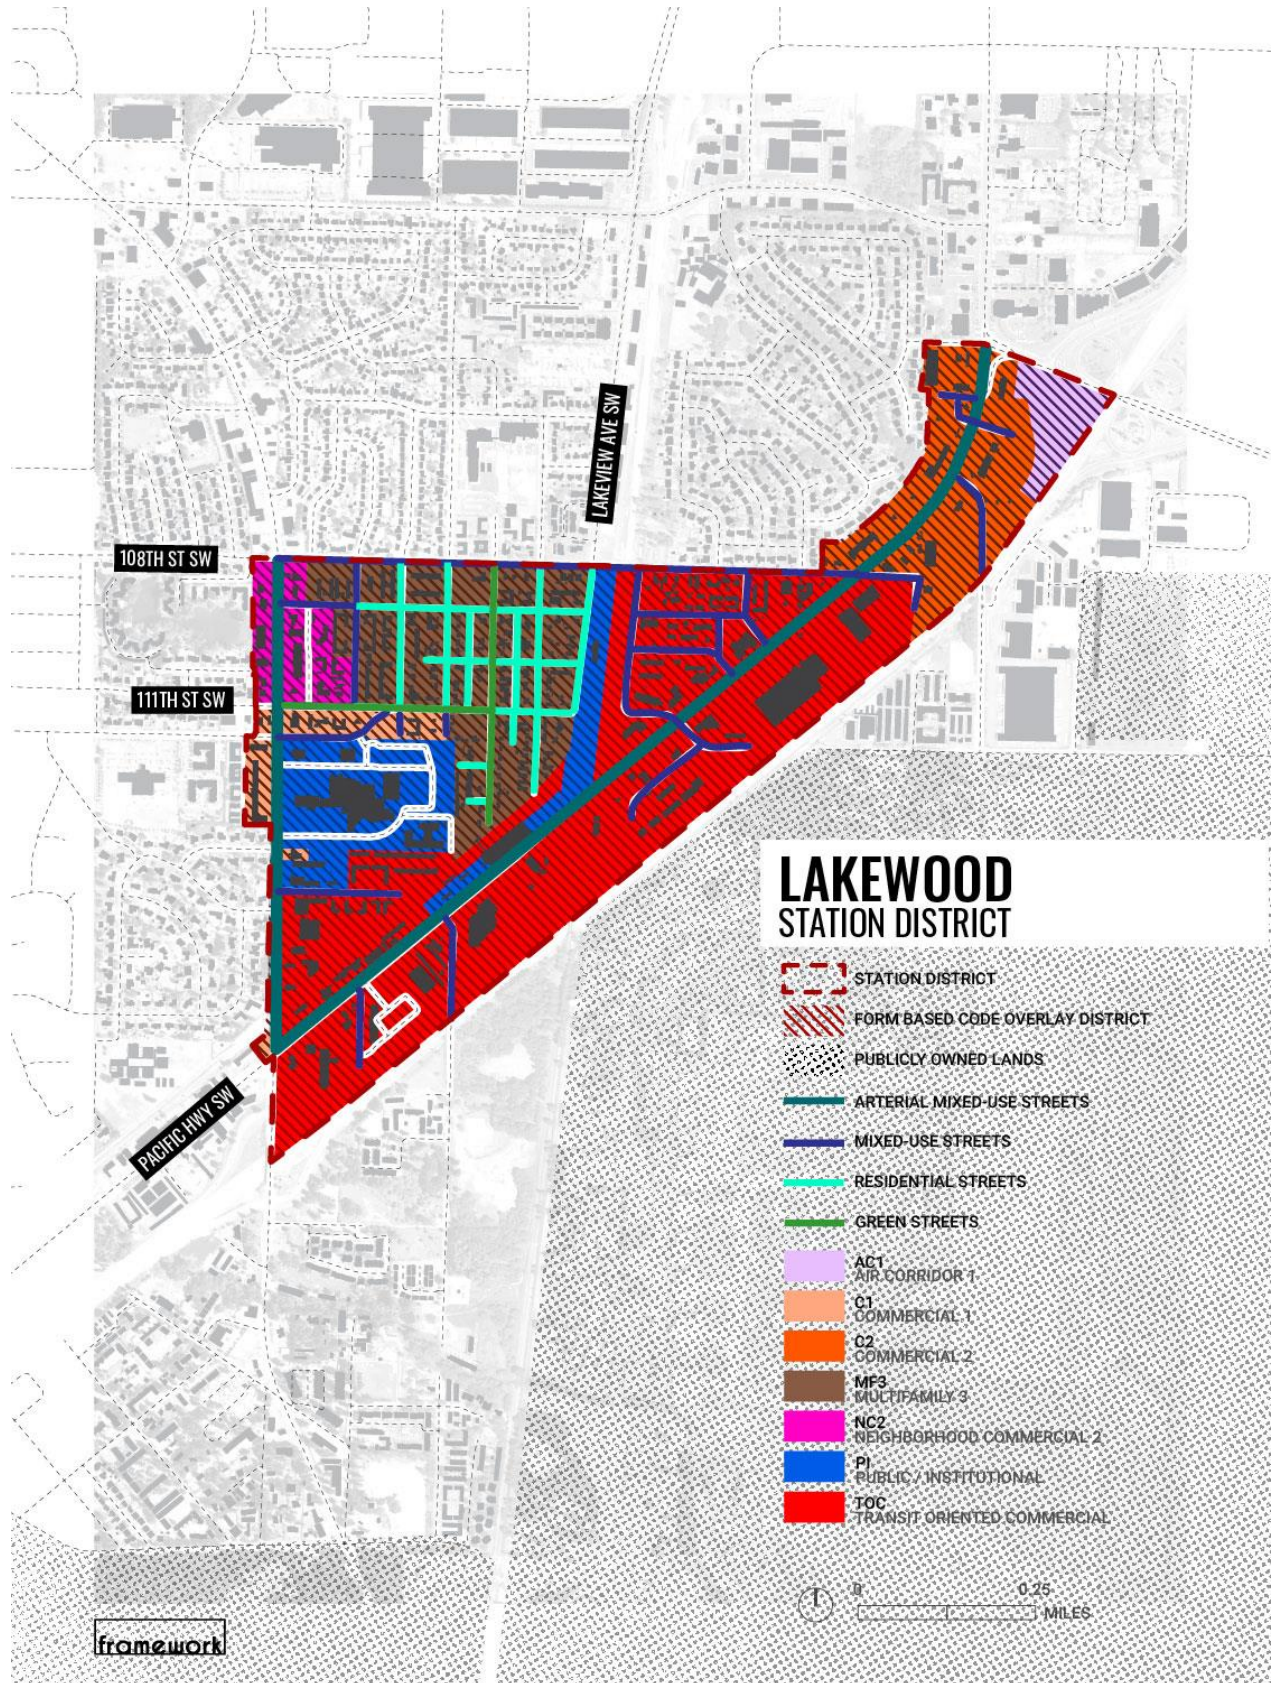 LAKEVIEW AVE SW
108TH ST SW
111TH ST SW
PACIFIC HWY SW
LAKEWOOD
STATION DISTRICT
STATION DISTRICT
FORM BASED CODE OVERLAY DISTRICT
PUBLICLY OWNED LANDS
ARTERIAL MIXED-USE STREETS
MIXED-USE STREETS
RESIDENTIAL STREETS
GREEN STREETS
AC1
AIR CORRIDOR 1
C1
COMMERCIAL 1
C2
COMMERCIAL 2
MF3
MULTIFAMILY 3
NC2
NEIGHBORHOOD COMMERCIAL 2
PI
PUBLIC / INSTITUTIONAL
TOC
TRANSIT ORIENTED COMMERCIAL
0 0.25
MILES
framework